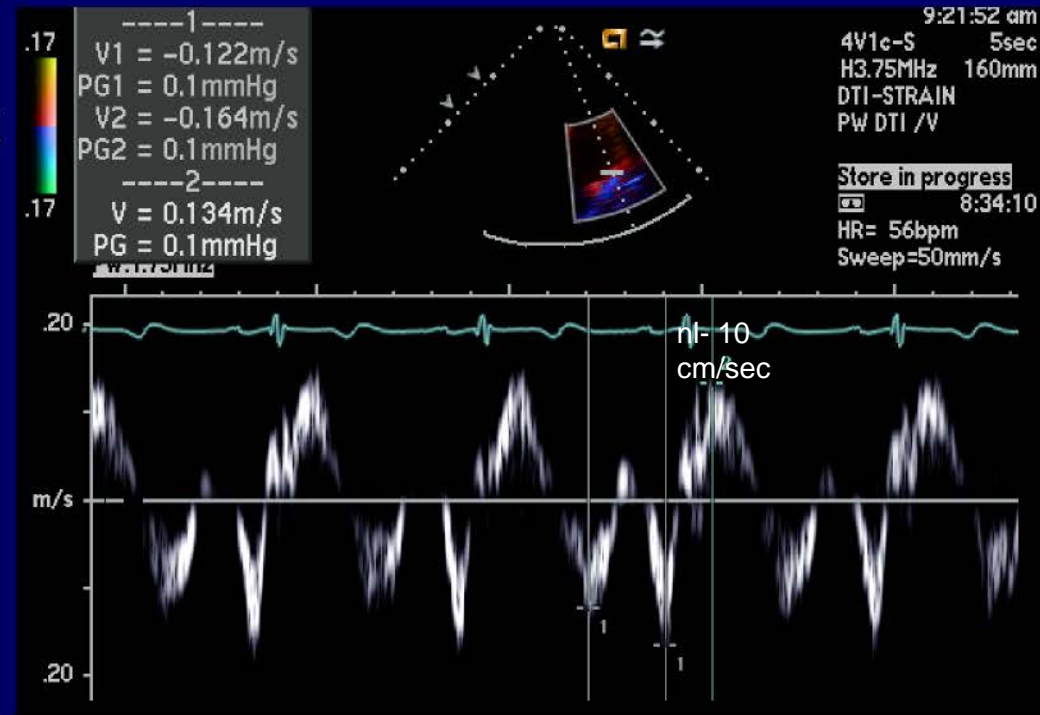 .17
.17
----1----
V1 = -0.122m/s
PG1 = 0.1mmHg
V2 = -0.164m/s
PG2 = 0.1mmHg
----2----
V = 0.134m/s
PG = 0.1mmHg
9:21:52 am
4V1c-S 5sec
H3.75MHz 160mm
DTI-STRAIN
PW DTI /V
Store in progress
8:34:10
HR= 56bpm
Sweep=50mm/s
.20
nl- 10
cm/sec
2
m/s
1
1
.20